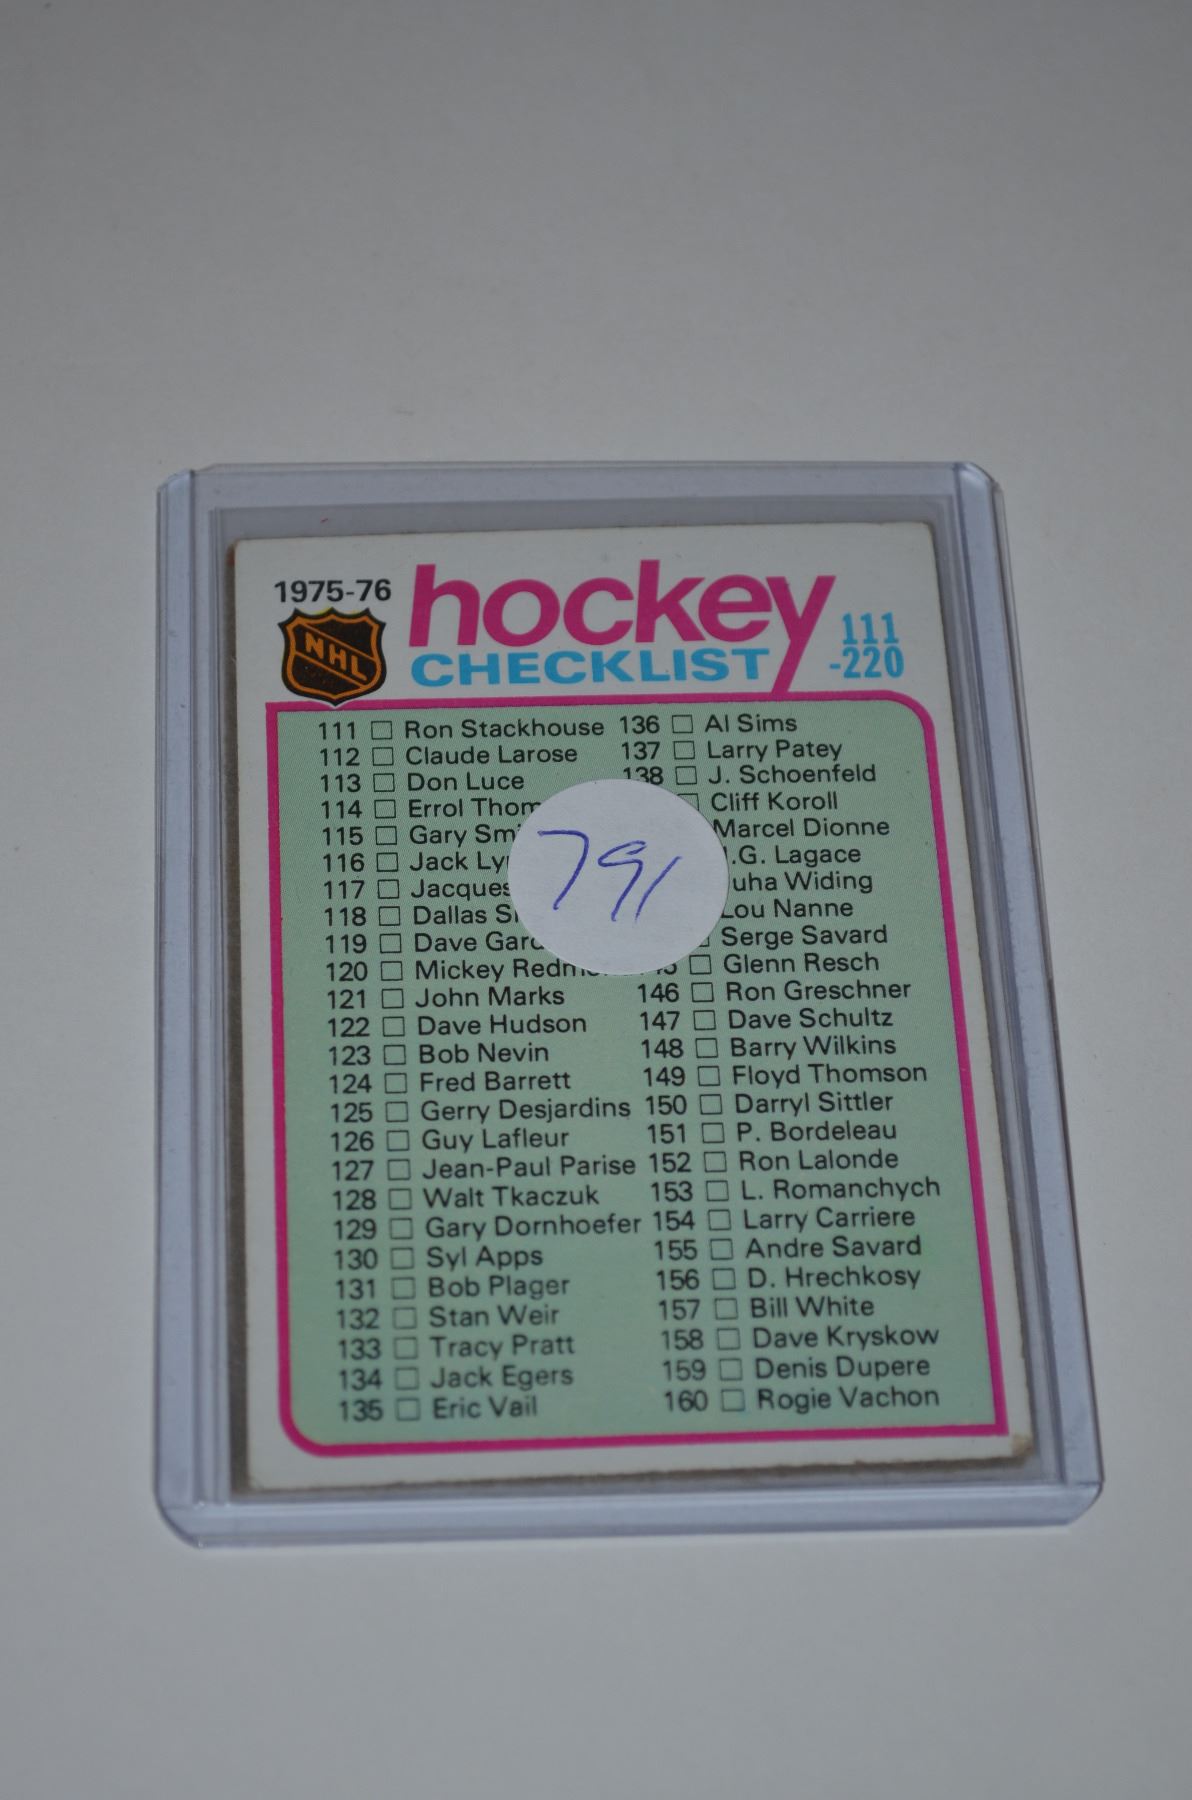 1975-76 hockey
NHL CHECKLIST 111
-220
111 Ron Stackhouse 136 Al Sims
112 Claude Larose 137 Larry Patey
113 Don Luce 138 J. Schoenfeld
114 Errol Thom Cliff Koroll
115 Gary Smi Marcel Dionne
116 Jack Ly .G. Lagace
117 Jacques uha Widing
118 Dallas S Lou Nanne
119 Dave Gard Serge Savard
120 Mickey Redm Glenn Resch
121 John Marks 146 Ron Greschner
122 Dave Hudson 147 Dave Schultz
123 Bob Nevin 148 Barry Wilkins
124 Fred Barrett 149 Floyd Thomson
125 Gerry Desjardins 150 Darryl Sittler
126 Guy Lafleur 151 P. Bordeleau
127 Jean-Paul Parise 152 Ron Lalonde
128 Walt Tkaczuk 153 L. Romanchych
129 Gary Dornhoefer 154 Larry Carriere
130 Syl Apps 155 Andre Savard
131 Bob Plager 156 D. Hrechkosy
132 Stan Weir 157 Bill White
133 Tracy Pratt 158 Dave Kryskow
134 Jack Egers 159 Denis Dupere
135 Eric Vail 160 Rogie Vachon
791